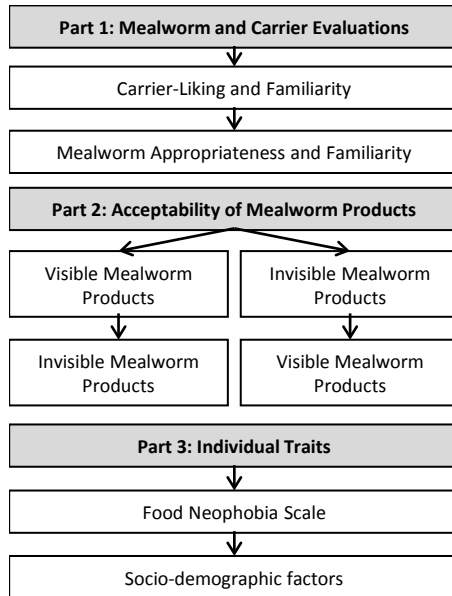 Part 1: Mealworm and Carrier Evaluations
Carrier-Liking and Familiarity
Mealworm Appropriateness and Familiarity
Part 2: Acceptability of Mealworm Products
Visible Mealworm
Products
Invisible Mealworm
Products
Invisible Mealworm
Products
Visible Mealworm
Products
Part 3: Individual Traits
Food Neophobia Scale
Socio-demographic factors